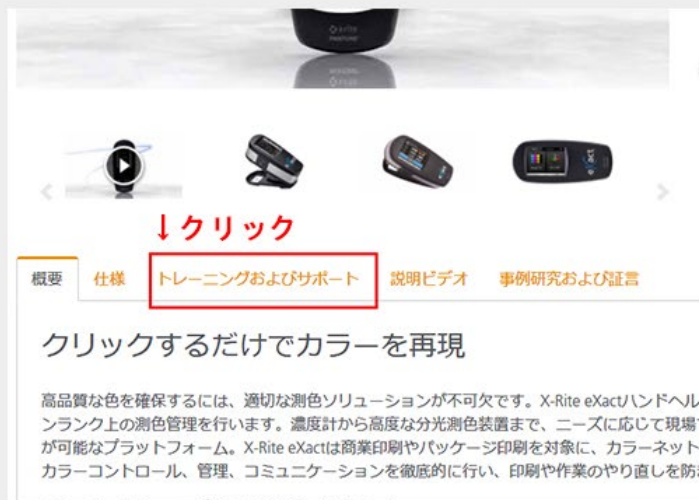 x·rite
PANTONE
eXact
↓クリック
概要 仕様 トレーニングおよびサポート 説明ビデオ 事例研究および証言
クリックするだけでカラーを再現
高品質な色を確保するには、適切な測色ソリューションが不可欠です。X-Rite eXactハンドヘル
ンランク上の測色管理を行います。濃度計から高度な分光測色装置まで、ニーズに応じて現場
が可能なプラットフォーム。X-Rite eXactは商業印刷やパッケージ印刷を対象に、カラーネット
カラーコントロール、管理、コミュニケーションを徹底的に行い、印刷や作業のやり直しを防